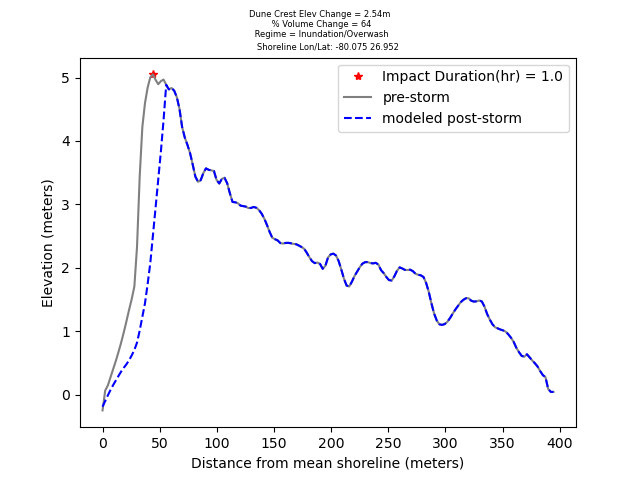 Dune Crest Elev Change = 2.54m
% Volume Change = 64
Regime = Inundation/Overwash
Shoreline Lon/Lat: -80.075 26.952
Impact Duration(hr) = 1.0
pre-storm
modeled post-storm
Elevation (meters)
5
4
3
2
1
0
0 50 100 150 200 250 300 350 400
Distance from mean shoreline (meters)